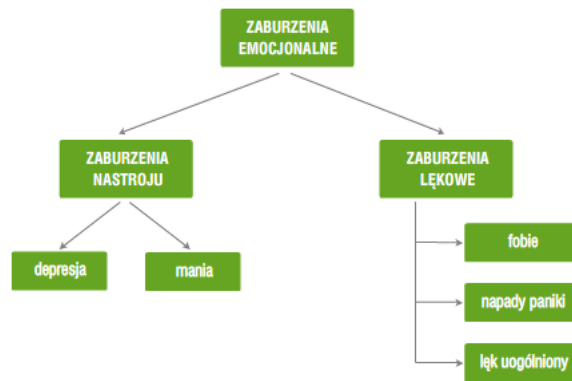 ZABURZENIA
EMOCJONALNE
ZABURZENIA
NASTROJU
ZABURZENIA
LĘKOWE
depresja
mania
fobie
napady paniki
lęk uogólniony